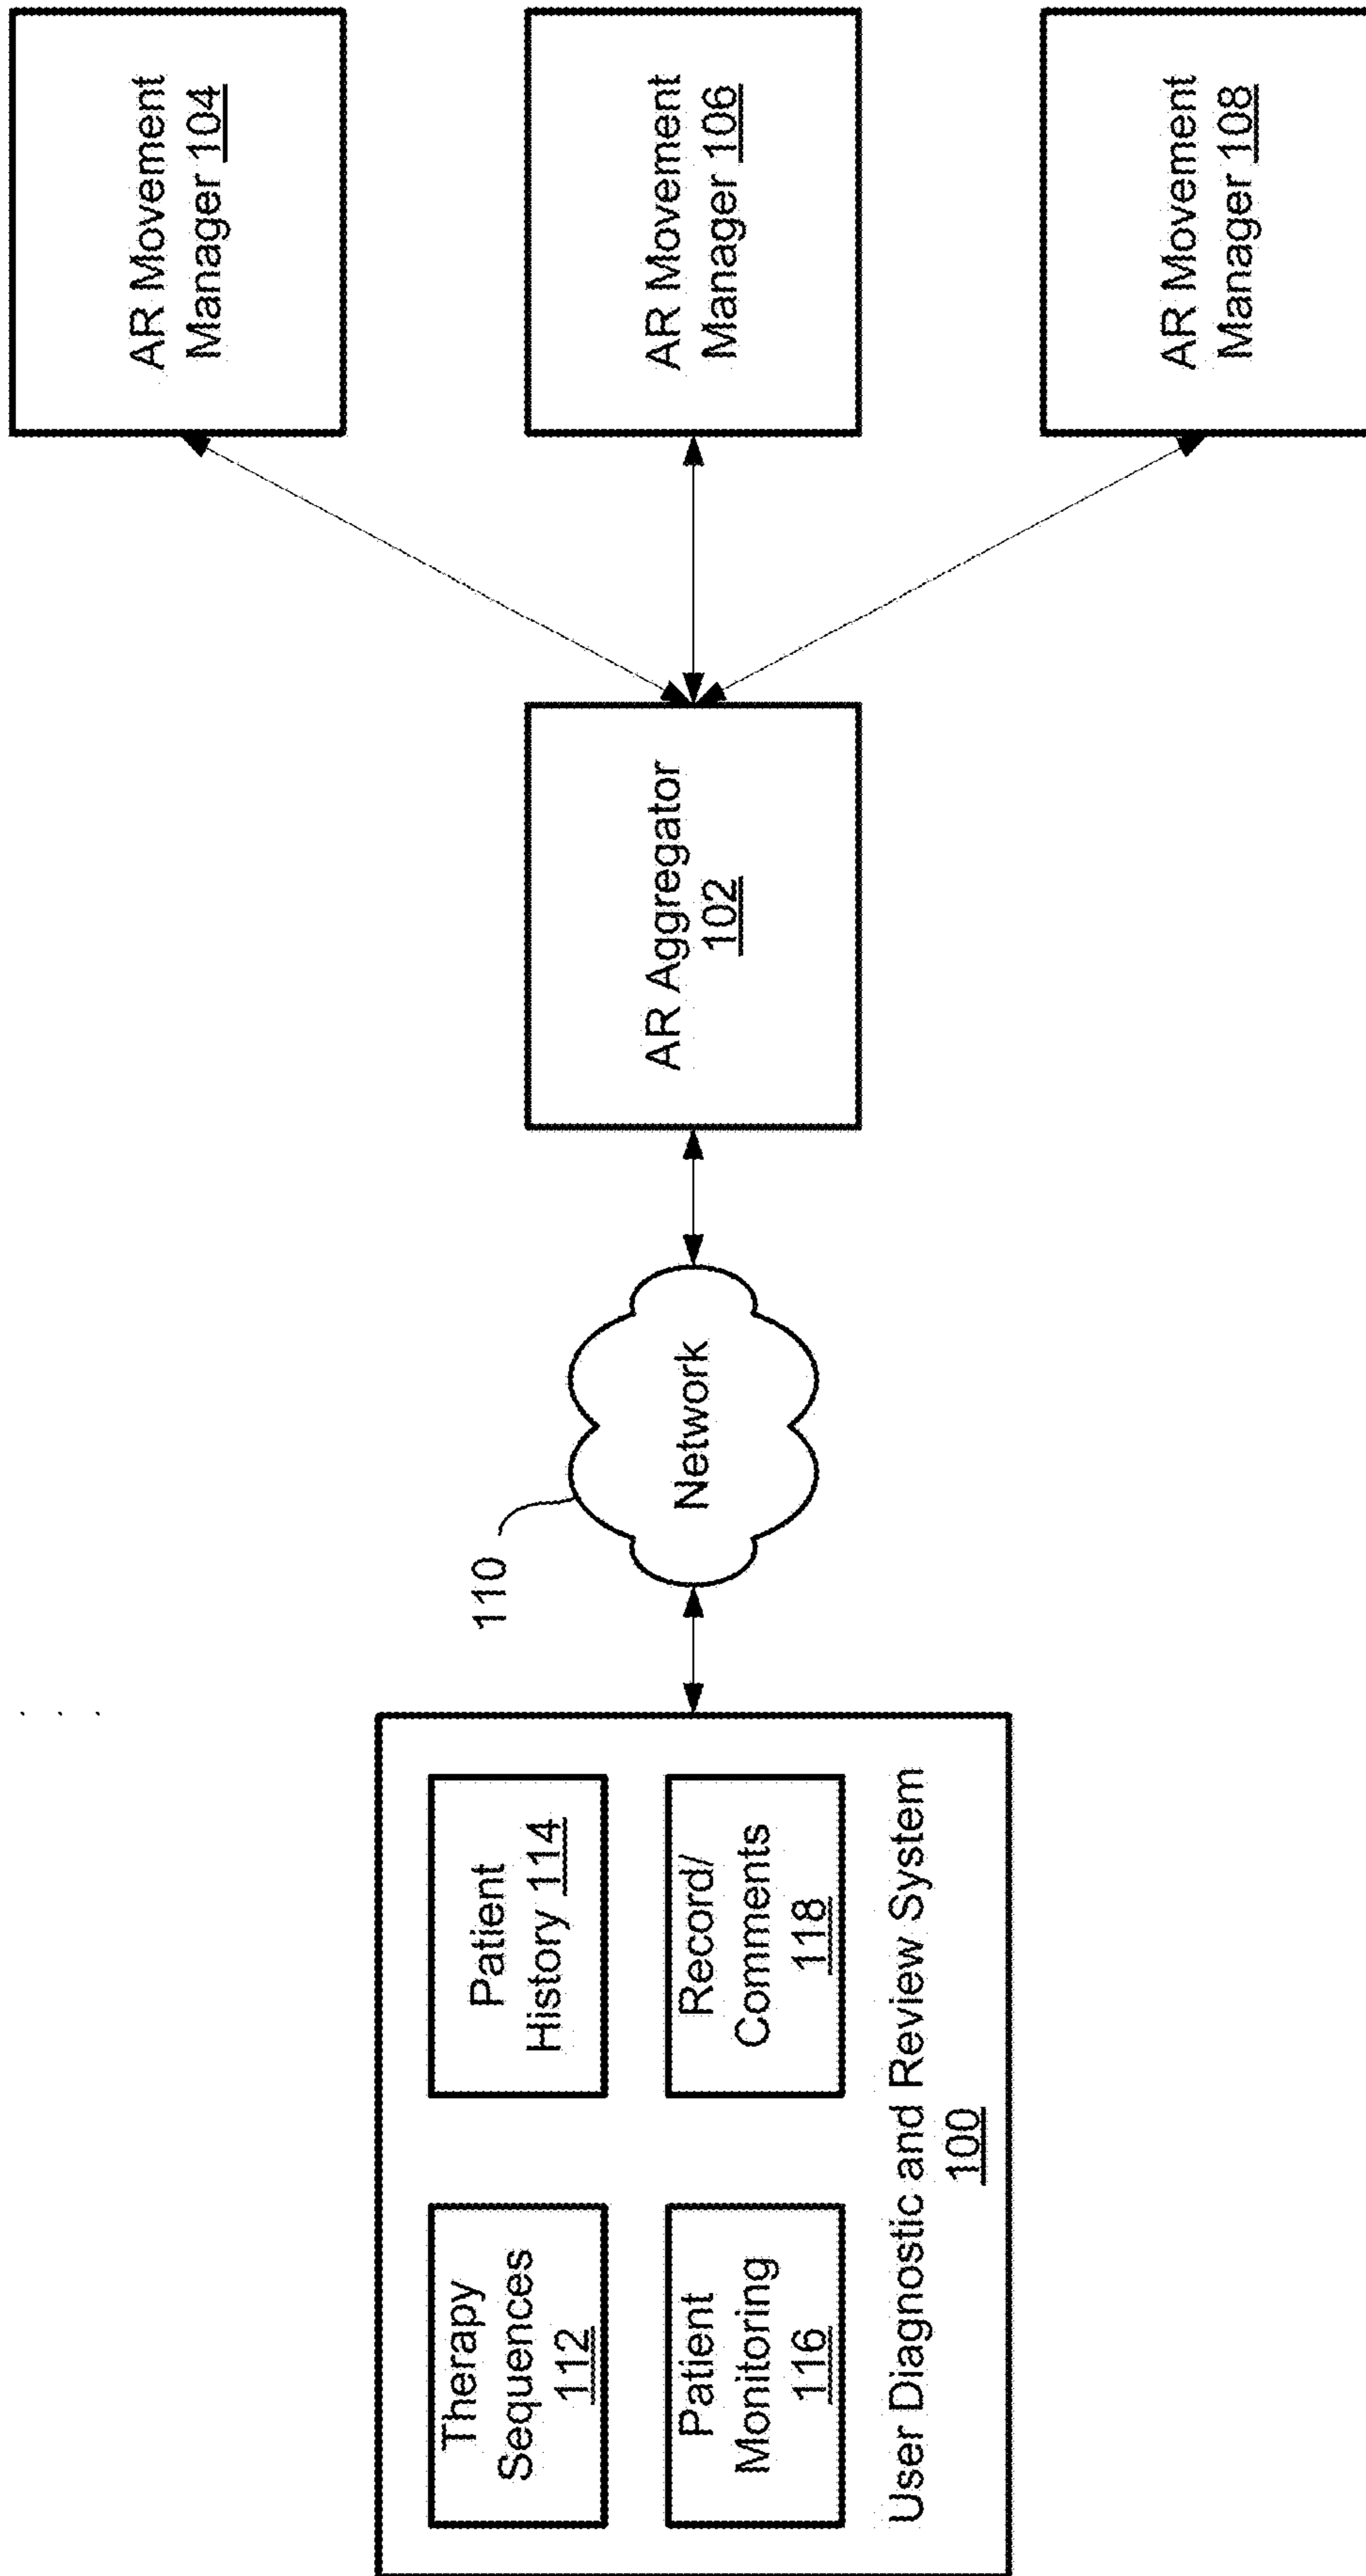 Therapy
Sequences
112
Patient
History 114
Patient
Monitoring
116
Record/
Comments
118
User Diagnostic and Review System
100
110
Network
AR Aggregator
102
AR Movement
Manager 104
AR Movement
Manager 106
AR Movement
Manager 108